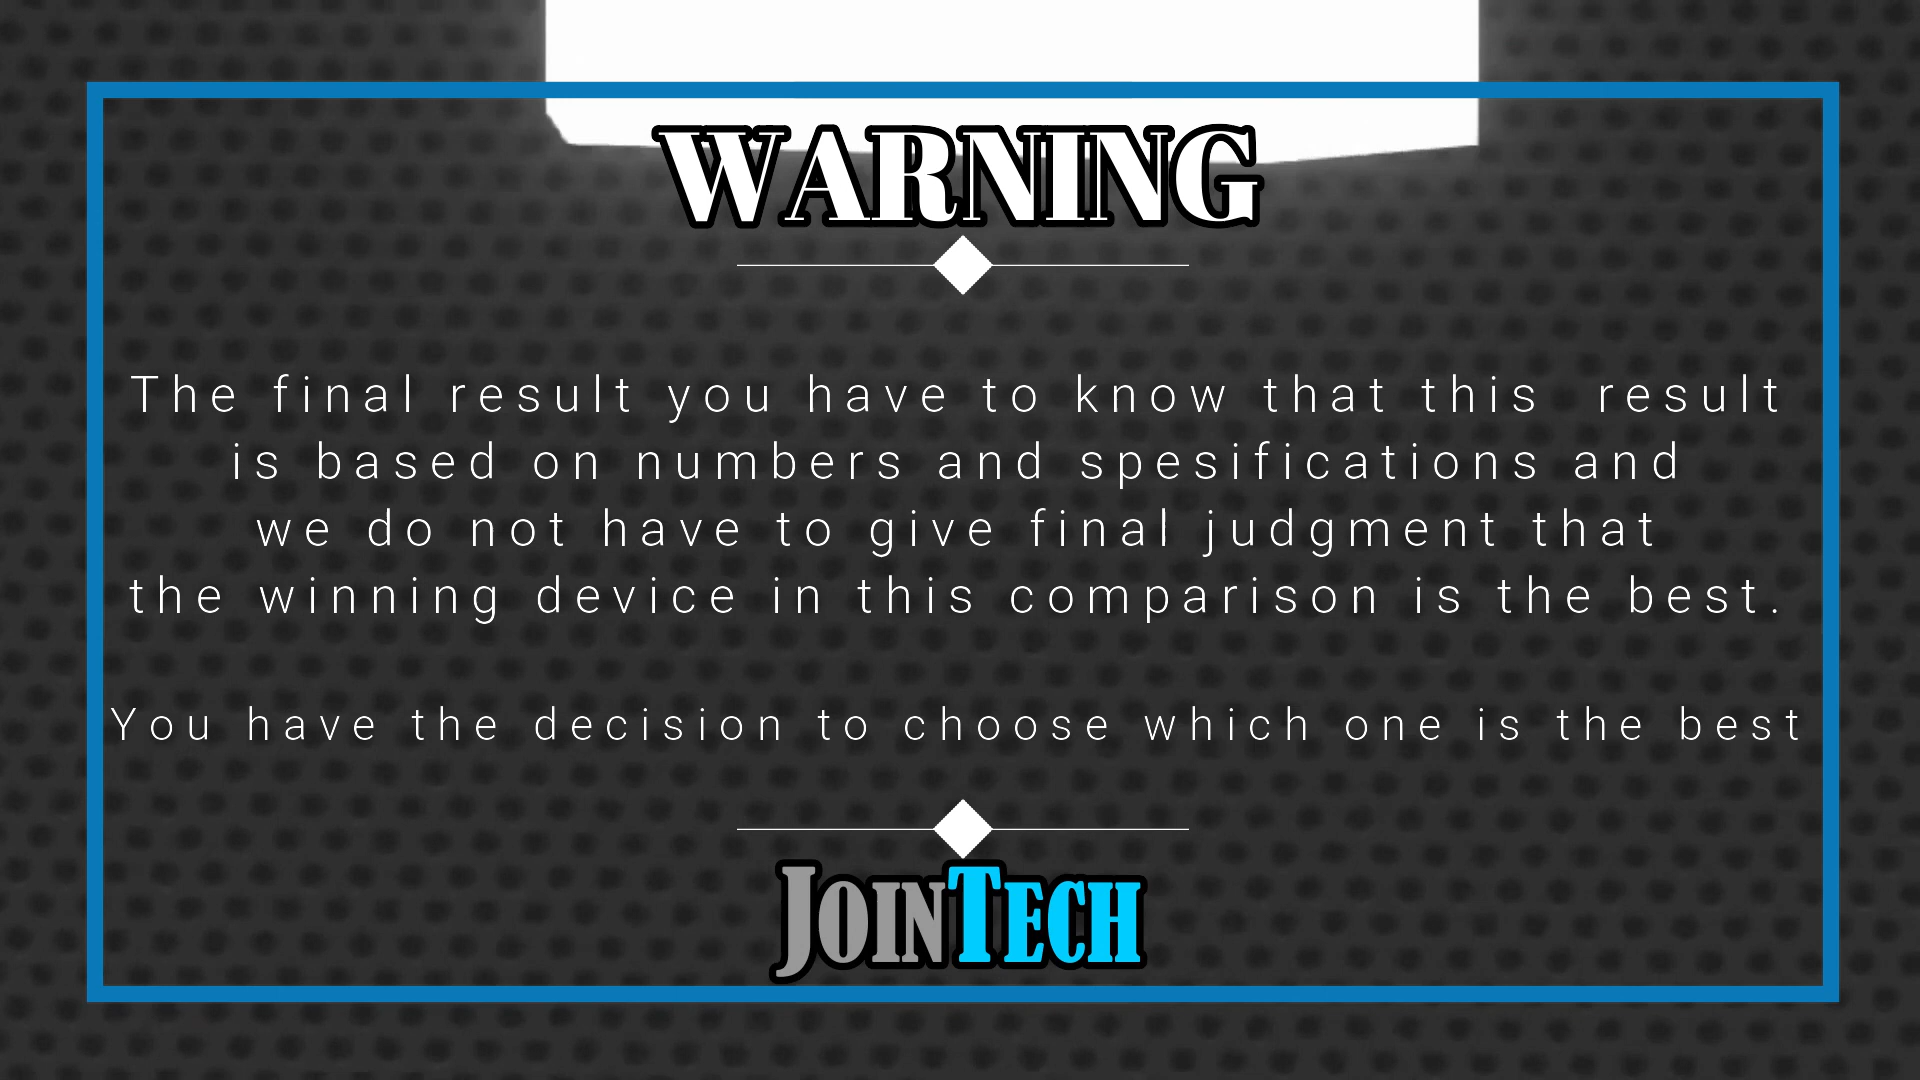 WARNING
The final result you have to know that this result
is based on numbers and spesifications and
we do not have to give final judgment that
the winning device in this comparison is the best.
You have the decision to choose which one is the best
JOINTECH